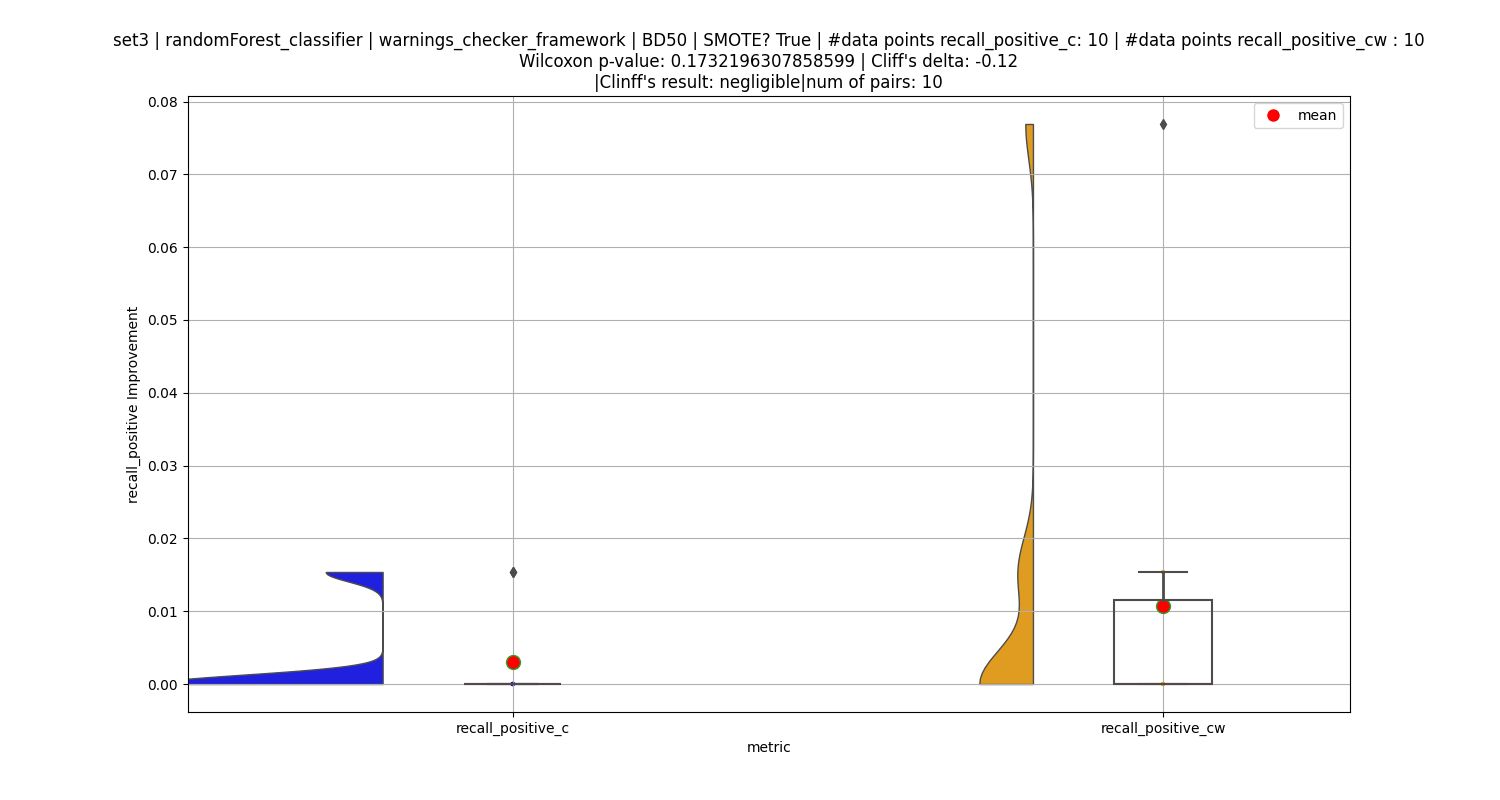 set3 | randomForest_classifier | warnings_checker_framework | BD50 | SMOTE? True | #data points recall_positive_c: 10 | #data points recall_positive_cw : 10
Wilcoxon p-value: 0.1732196307858599 | Cliff's delta: -0.12
|Clinff's result: negligible|num of pairs: 10
mean
0.08
0.07
0.06
0.05
0.04
0.03
0.02
0.01
0.00
recall_positive Improvement
recall_positive_c
recall_positive_cw
metric